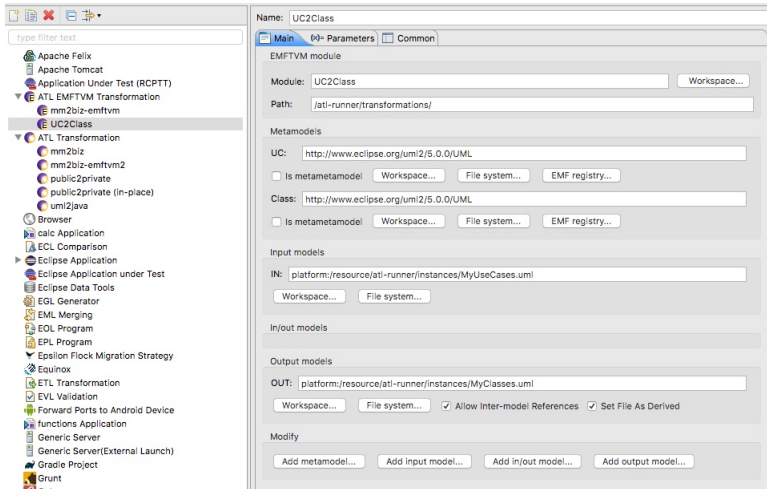 type filter text
Apache Felix
Apache Tomcat
Application Under Test (RCPTT)
ATL EMFTVM Transformation
mm2biz-emftvm
UC2Class
ATL Transformation
mm2biz
mm2biz-emftvm2
public2private
public2private (in-place)
uml2java
Browser
calc Application
ECL Comparison
Eclipse Application
Eclipse Application under Test
Eclipse Data Tools
EGL Generator
EML Merging
EOL Program
EPL Program
Epsilon Flock Migration Strategy
Equinox
ETL Transformation
EVL Validation
Forward Ports to Android Device
functions Application
Generic Server
Generic Server(External Launch)
Gradle Project
Grunt
Name: UC2Class
Main (x)= Parameters Common
EMFTVM module
Module: UC2Class Workspace...
Path: /atl-runner/transformations/
Metamodels
UC: http://www.eclipse.org/uml2/5.0.0/UML
Is metametamodel Workspace... File system... EMF registry...
Class: http://www.eclipse.org/uml2/5.0.0/UML
Is metametamodel Workspace... File system... EMF registry...
Input models
IN: platform:/resource/atl-runner/instances/MyUseCases.uml
Workspace... File system...
In/out models
Output models
OUT: platform:/resource/atl-runner/instances/MyClasses.uml
Workspace... File system... Allow Inter-model References Set File As Derived
Modify
Add metamodel... Add input model... Add in/out model... Add output model...